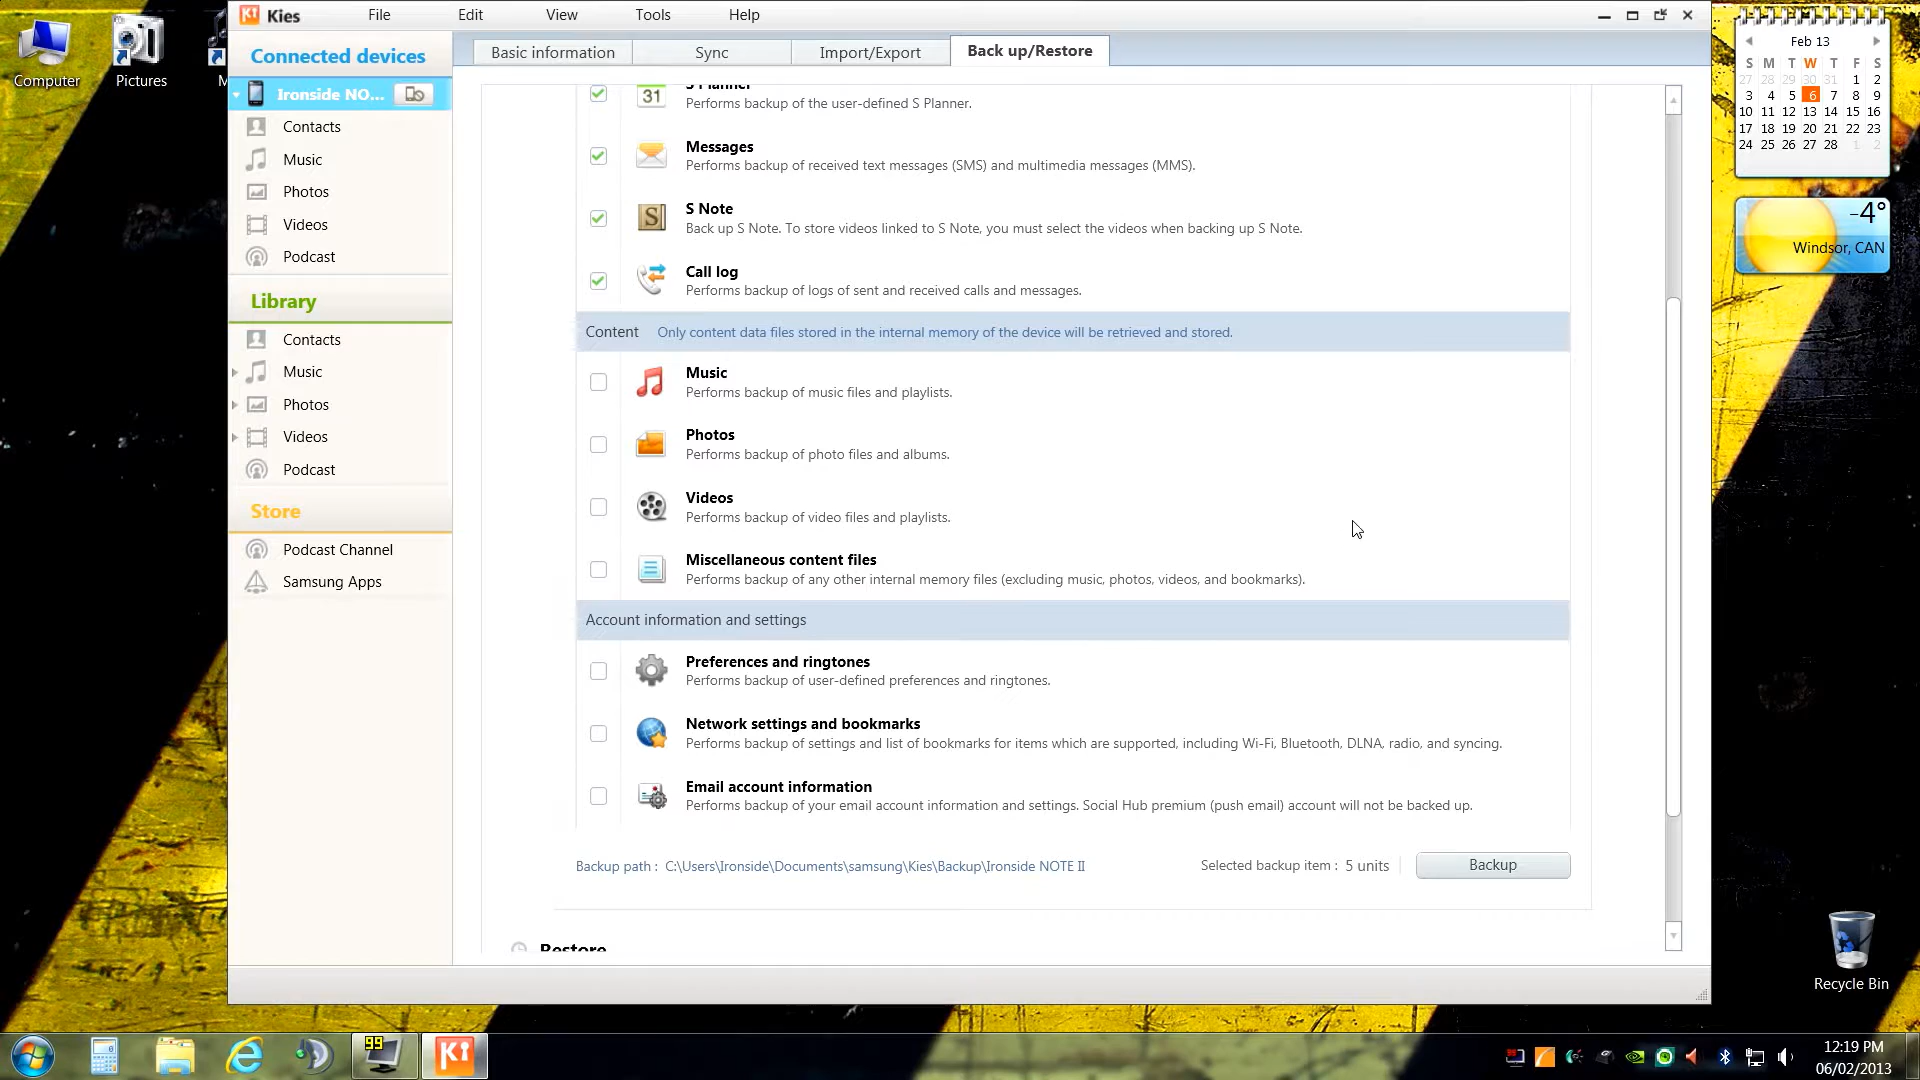 Kies
File Edit View Tools Help
Computer
Pictures
M
Connected devices
Ironside NO...
Contacts
Music
Photos
Videos
Podcast
Library
Contacts
Music
Photos
Videos
Podcast
Store
Podcast Channel
Samsung Apps
Basic information Sync Import/Export Back up/Restore
31
S Planner
Performs backup of the user-defined S Planner.
Messages
Performs backup of received text messages (SMS) and multimedia messages (MMS).
S
S Note
Back up S Note. To store videos linked to S Note, you must select the videos when backing up S Note.
Call log
Performs backup of logs of sent and received calls and messages.
Content Only content data files stored in the internal memory of the device will be retrieved and stored.
Music
Performs backup of music files and playlists.
Photos
Performs backup of photo files and albums.
Videos
Performs backup of video files and playlists.
Miscellaneous content files
Performs backup of any other internal memory files (excluding music, photos, videos, and bookmarks).
Account information and settings
Preferences and ringtones
Performs backup of user-defined preferences and ringtones.
Network settings and bookmarks
Performs backup of settings and list of bookmarks for items which are supported, including Wi-Fi, Bluetooth, DLNA, radio, and syncing.
Email account information
Performs backup of your email account information and settings. Social Hub premium (push email) account will not be backed up.
Backup path : C:\Users\Ironside\Documents\samsung\Kies\Backup\Ironside NOTE II Selected backup item : 5 units Backup
Restore
Feb 13
S M T W T F S
27 28 29 30 31 1 2
3 4 5 6 7 8 9
10 11 12 13 14 15 16
17 18 19 20 21 22 23
24 25 26 27 28 1 2
-4°
Windsor, CAN
Recycle Bin
99
12:19 PM
06/02/2013